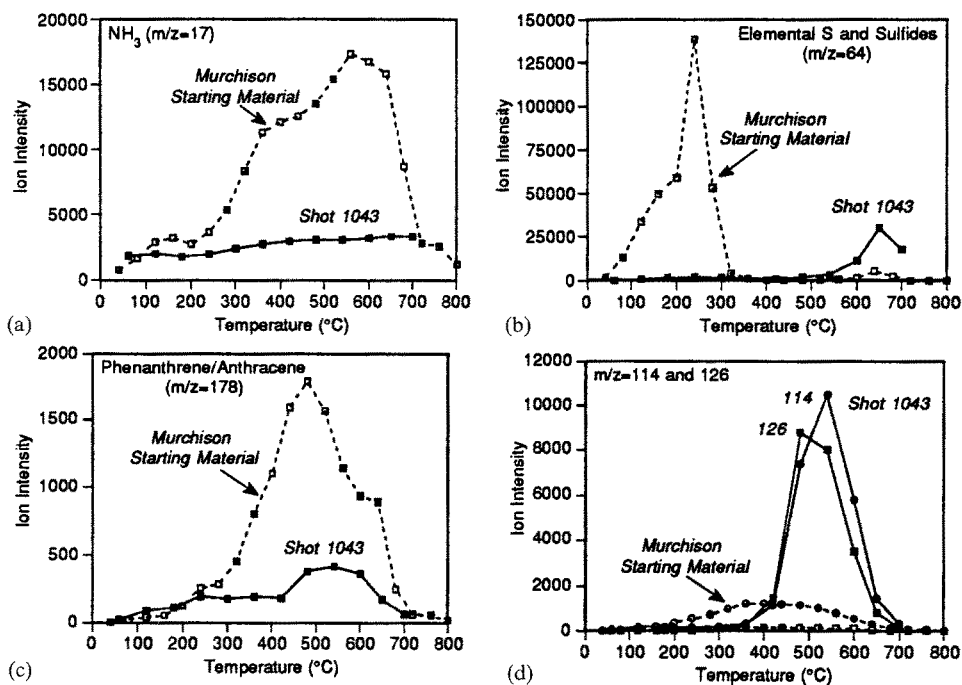 NH3 (m/z=17)
Murchison
Starting Material
Shot 1043
Ion Intensity
20000
15000
10000
5000
0
0 100 200 300 400 500 600 700 800
Temperature (°C)
(a)
Elemental S and Sulfides
(m/z=64)
Murchison
Starting Material
Shot 1043
Ion Intensity
150000
125000
100000
75000
50000
25000
0
0 100 200 300 400 500 600 700 800
Temperature (°C)
(b)
Phenanthrene/Anthracene
(m/z=178)
Murchison
Starting Material
Shot 1043
Ion Intensity
2000
1500
1000
500
0
0 100 200 300 400 500 600 700 800
Temperature (°C)
(c)
m/z=114 and 126
114 Shot 1043
126
Murchison
Starting Material
Ion Intensity
12000
10000
8000
6000
4000
2000
0
0 100 200 300 400 500 600 700 800
Temperature (°C)
(d)